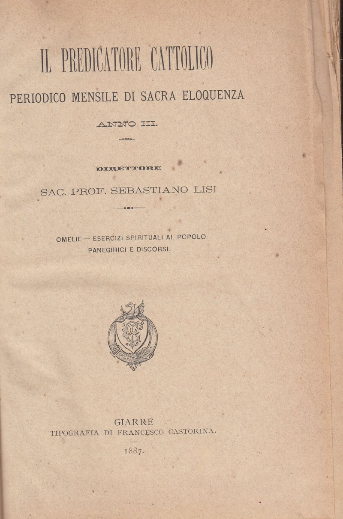 IL PREDICATORE CATTOLICO
PERIODICO MENSILE DI SACRA ELOQUENZA
ANNO III.
DIRETTORE
SAC. PROF. SEBASTIANO LISI
OMELIE — ESERCIZI SPIRITUALI AL POPOLO
PANEGIRICI E DISCORSI
GIARRE
TIPOGRAFIA DI FRANCESCO CASTORINA.
1887.